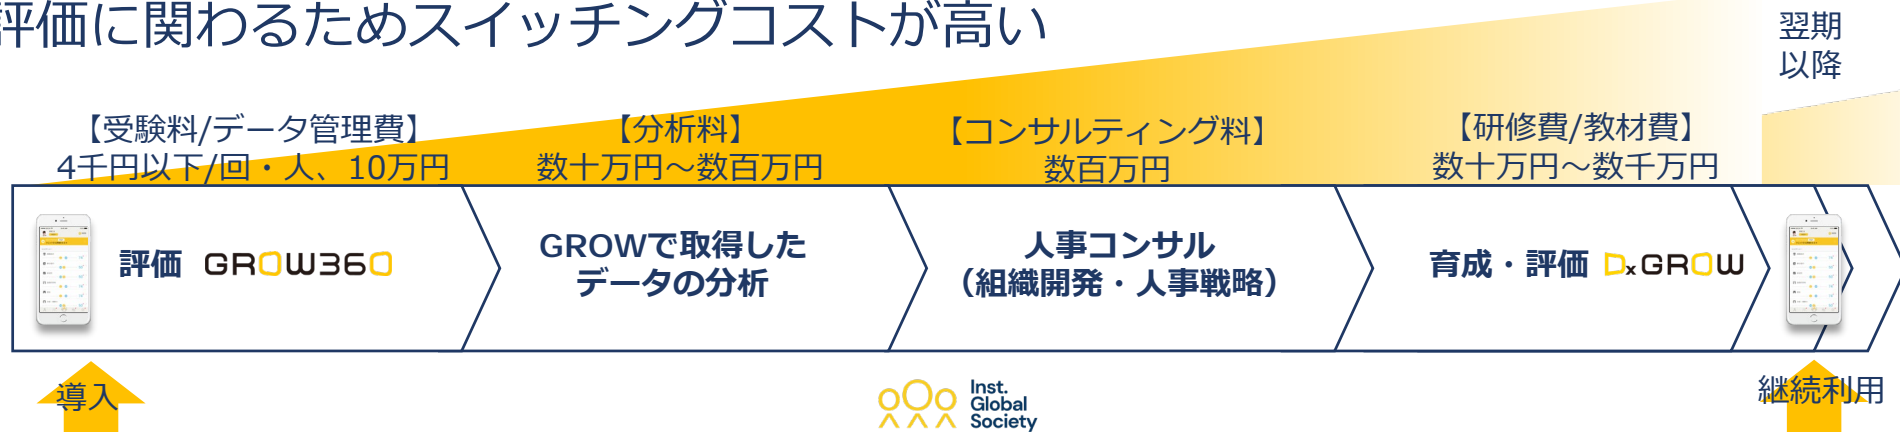 評価に関わるためスイッチングコストが高い
翌期
以降
【受験料/データ管理費】
4千円以下/回・人、10万円
【分析料】
数十万円～数百万円
【コンサルティング料】
数百万円
【研修費/教材費】
数十万円～数千万円
評価 GROW360
GROWで取得した
データの分析
人事コンサル
（組織開発・人事戦略）
育成・評価 DxGROW
導入
Inst.
Global
Society
継続利用